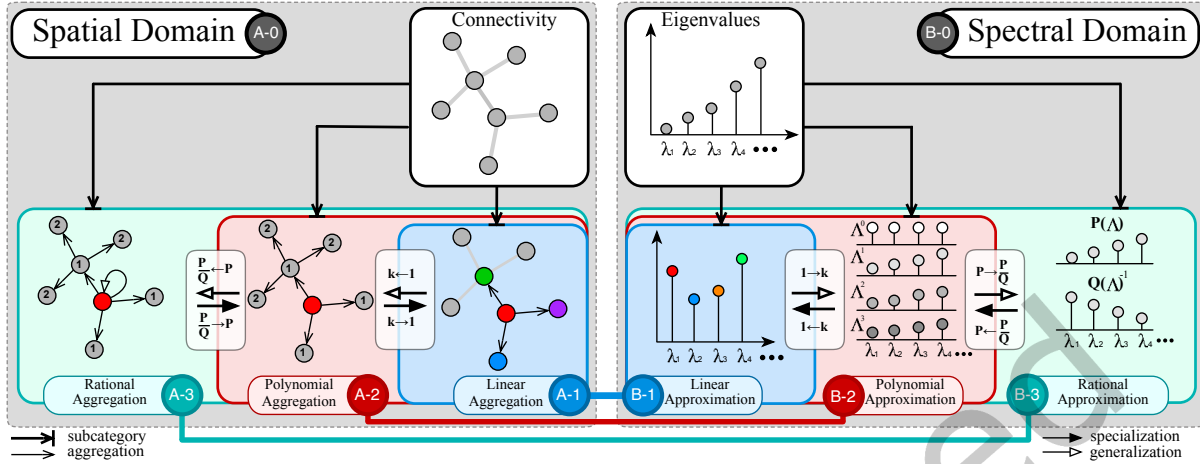 Spatial Domain A-0
Connectivity
Eigenvalues
λ₁ λ₂ λ₃ λ₄ •••
B-0 Spectral Domain
2
2
2
2
1
1
1
P/Q ← P
P/Q → P
2
2
2
1
1
1
k←1
k→1
λ₁ λ₂ λ₃ λ₄ •••
1→k
1←k
Λ⁰
Λ¹
Λ²
Λ³
λ₁ λ₂ λ₃ λ₄ •••
P→P/Q
P←P/Q
P(Λ)
Q(Λ)⁻¹
λ₁ λ₂ λ₃ λ₄ •••
Rational
Aggregation
A-3
Polynomial
Aggregation
A-2
Linear
Aggregation
A-1
B-1
Linear
Approximation
B-2
Polynomial
Approximation
B-3
Rational
Approximation
subcategory
aggregation
specialization
generalization